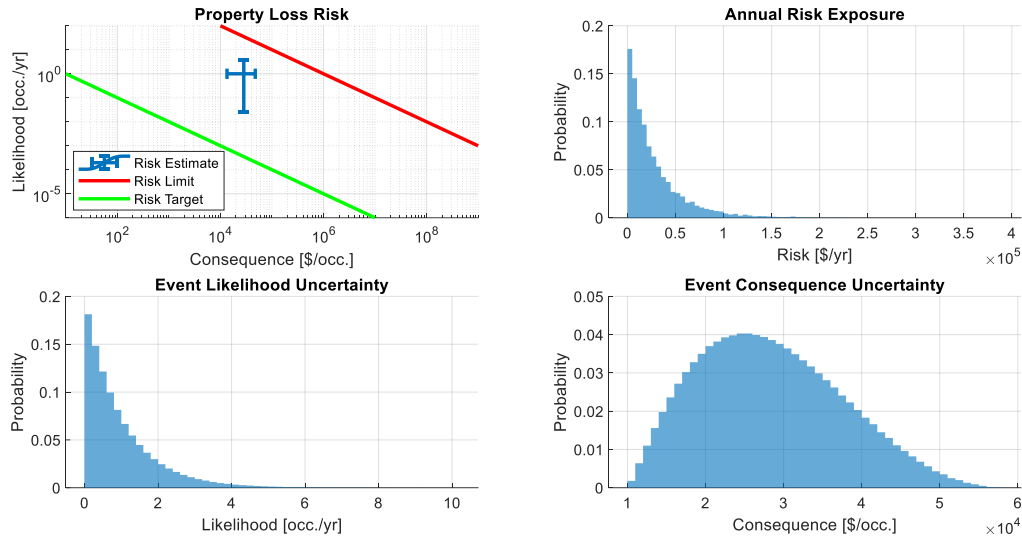 Property Loss Risk
Likelihood [occ./yr]
10^0
10^-5
Risk Estimate
Risk Limit
Risk Target
10^2 10^4 10^6 10^8
Consequence [$/occ.]
Annual Risk Exposure
Probability
0.2
0.15
0.1
0.05
0
0 0.5 1 1.5 2 2.5 3 3.5 4
×10^5
Risk [$/yr]
Event Likelihood Uncertainty
Probability
0.2
0.15
0.1
0.05
0
0 2 4 6 8 10
Likelihood [occ./yr]
Event Consequence Uncertainty
Probability
0.05
0.04
0.03
0.02
0.01
0
1 2 3 4 5 6
×10^4
Consequence [$/occ.]